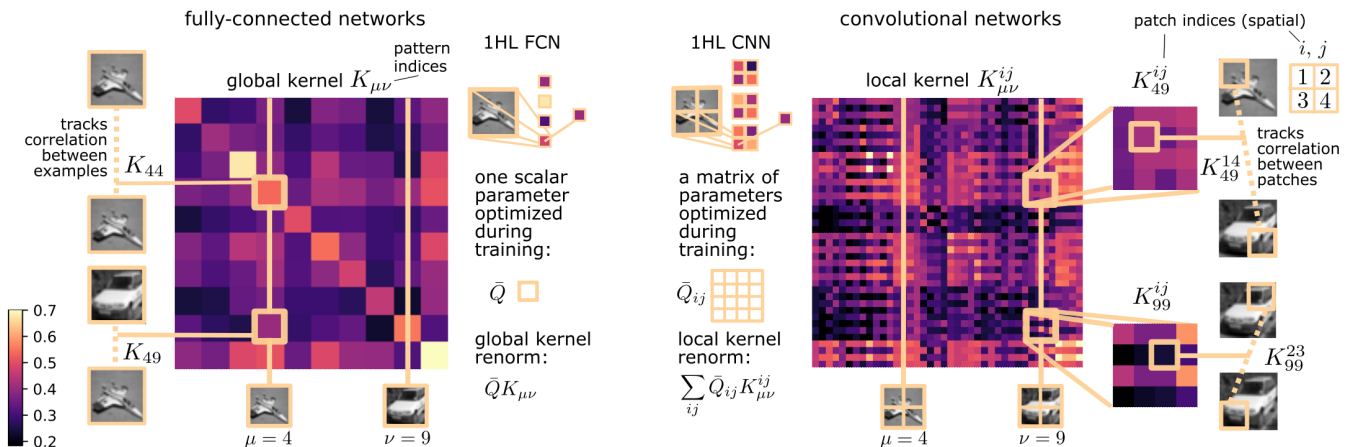 fully-connected networks
global kernel K_{μν}
pattern
indices
tracks
correlation
between
examples
K_{44}
K_{49}
0.7
0.6
0.5
0.4
0.3
0.2
μ = 4
ν = 9
1HL FCN
one scalar
parameter
optimized
during
training:
Q̄
global kernel
renorm:
Q̄K_{μν}
convolutional networks
1HL CNN
a matrix of
parameters
optimized
during
training:
Q̄_{ij}
local kernel
renorm:
∑_{ij} Q̄_{ij}K^{ij}_{μν}
local kernel K^{ij}_{μν}
μ = 4
ν = 9
patch indices (spatial)
i, j
K^{ij}_{49}
1 2
3 4
K^{14}_{49}
tracks
correlation
between
patches
K^{ij}_{99}
K^{23}_{99}